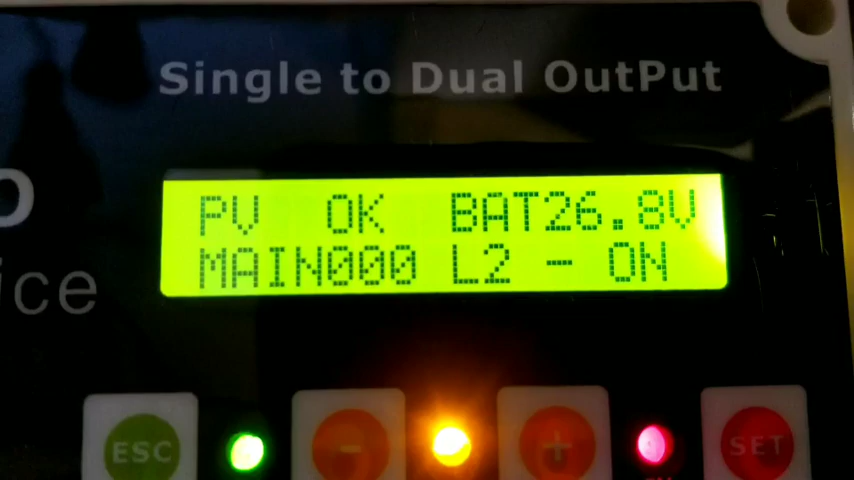 Single to Dual OutPut
PV OK BAT26.8V
MAIN000 L2 - ON
ice
ESC - + SET